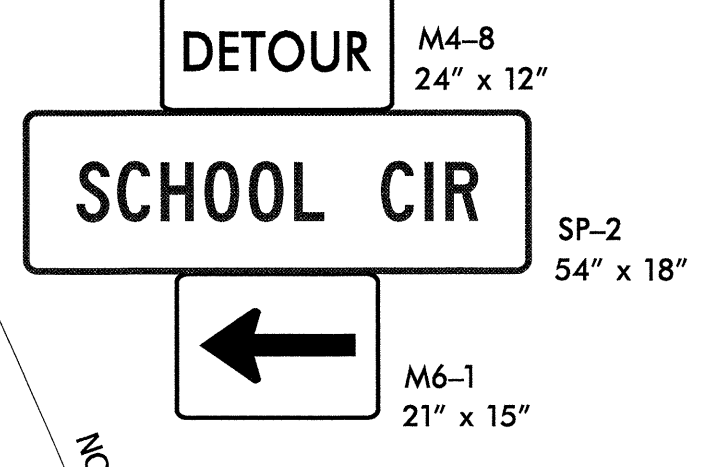 DETOUR
M4–8
24" x 12"
SCHOOL CIR
SP–2
54" x 18"
M6–1
21" x 15"